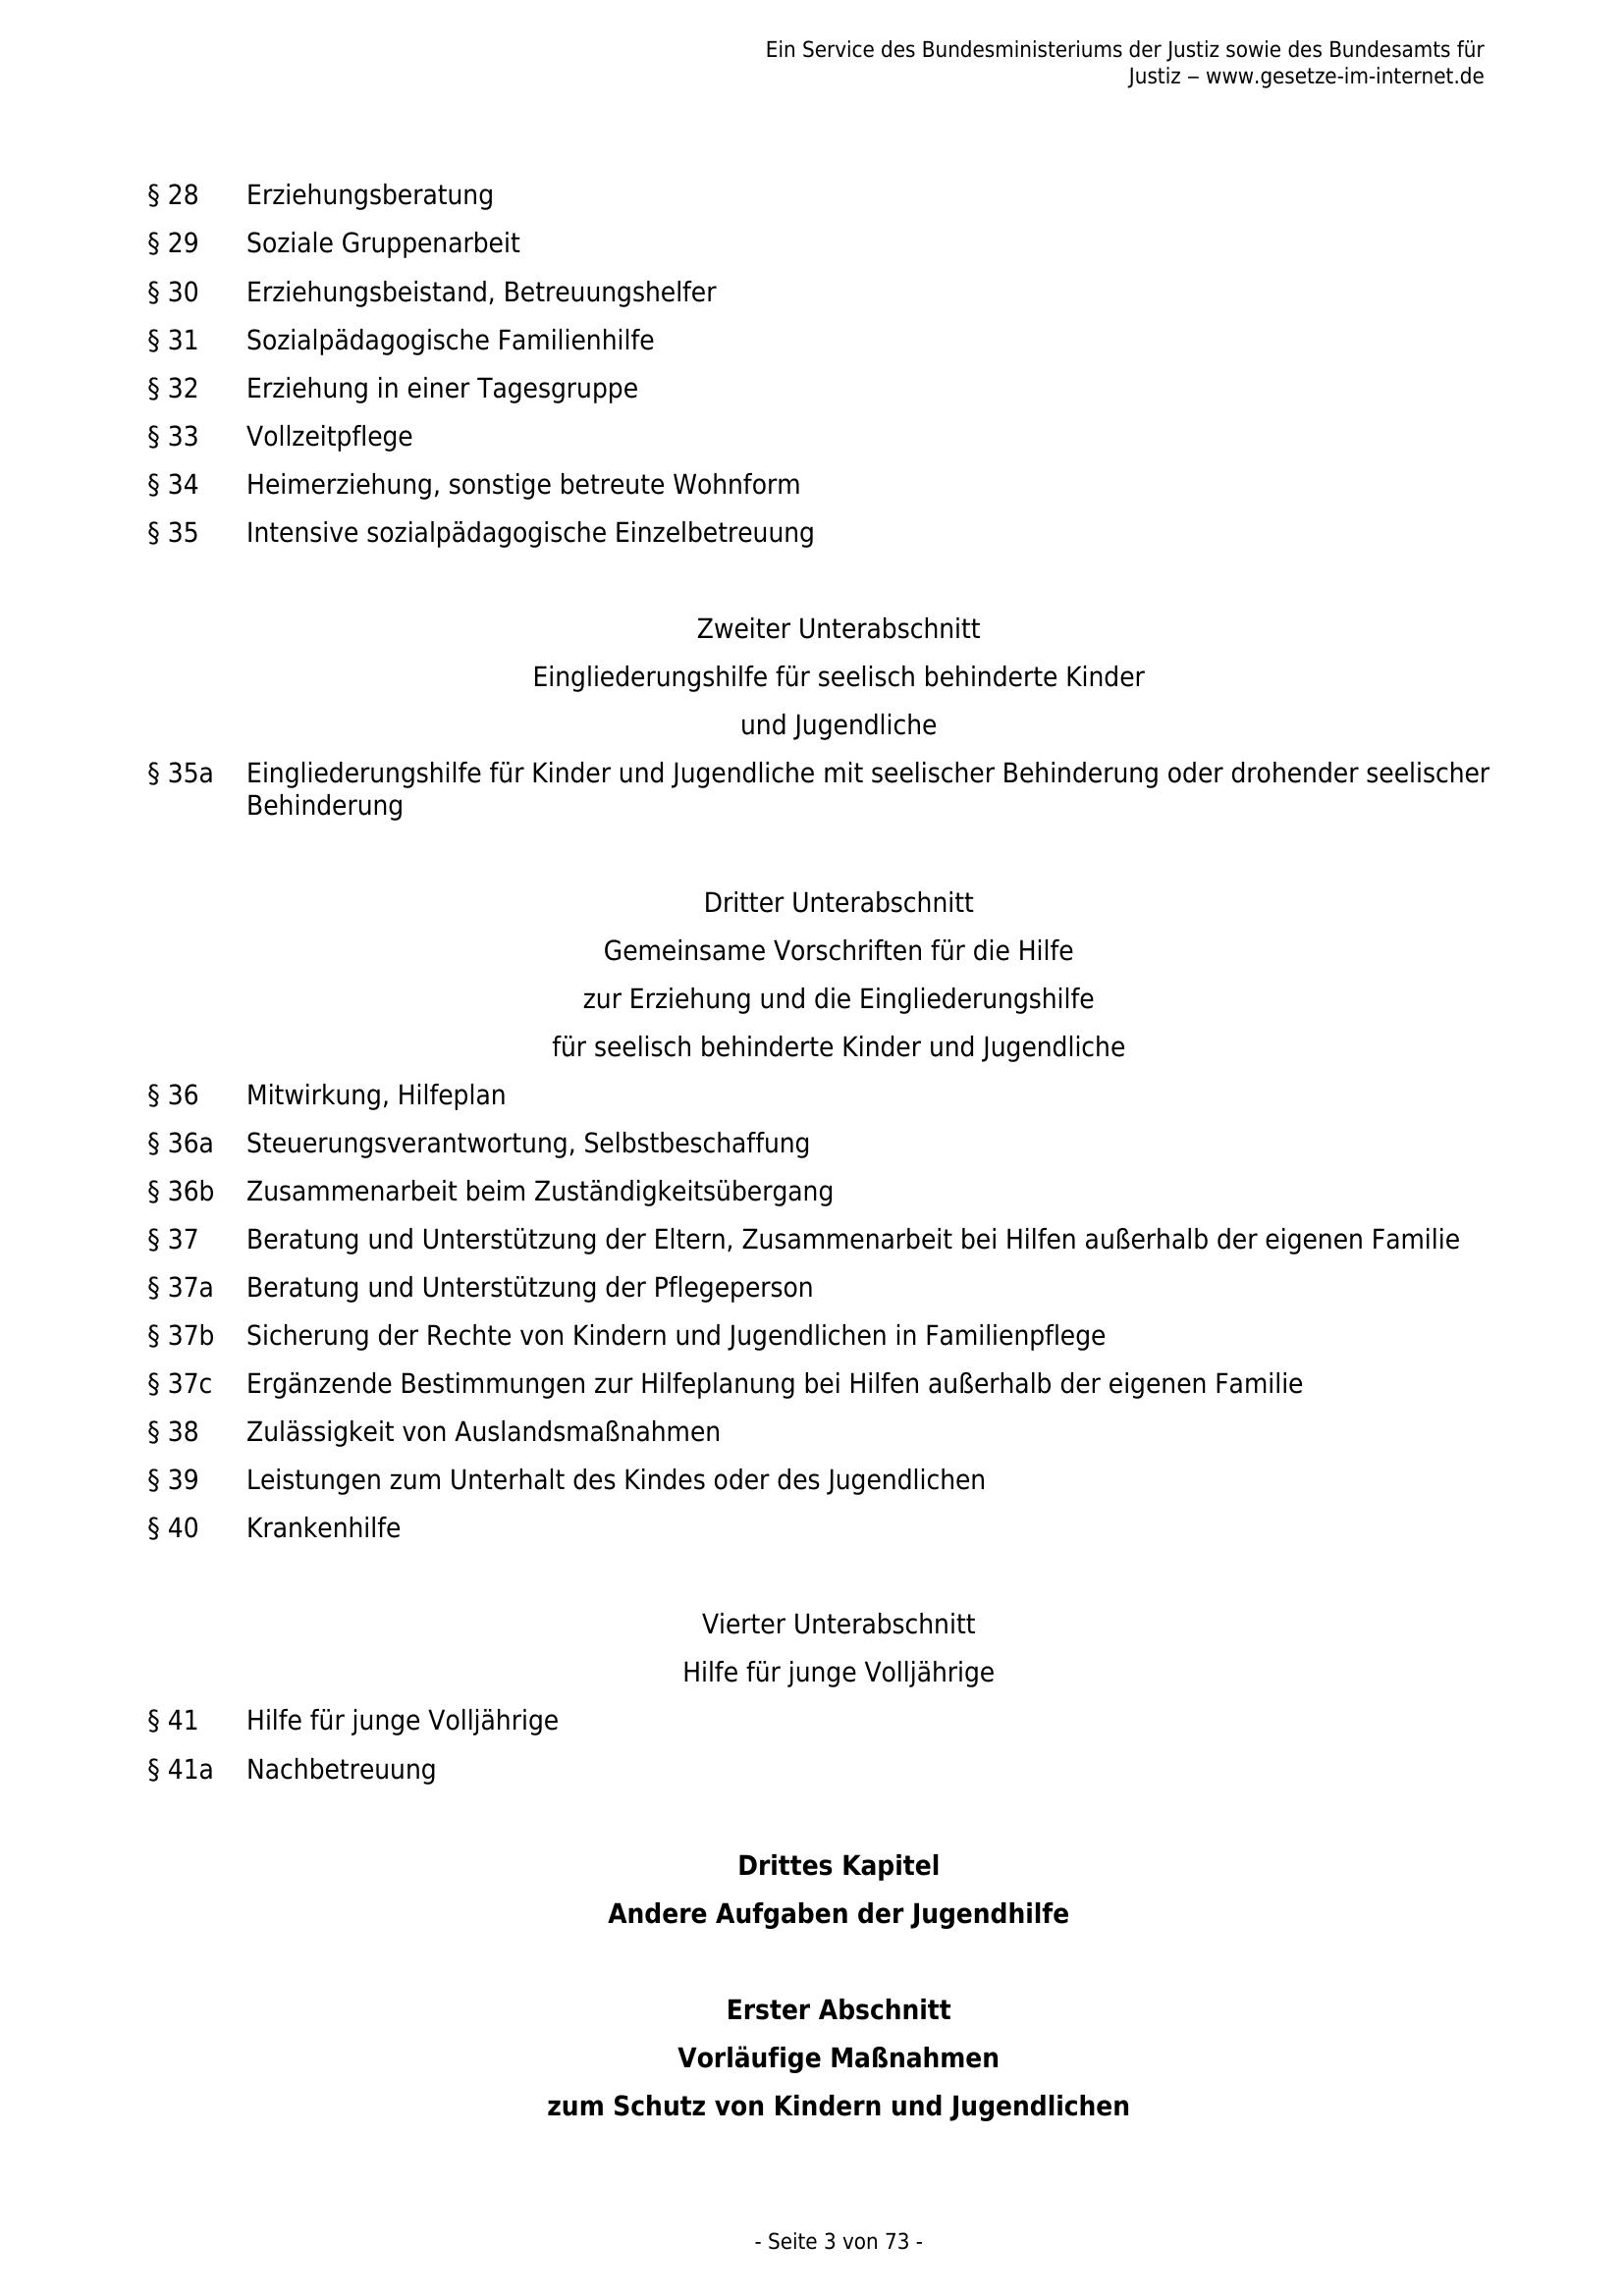 Ein Service des Bundesministeriums der Justiz sowie des Bundesamts für
Justiz ‒ www.gesetze-im-internet.de
§ 28 Erziehungsberatung
§ 29 Soziale Gruppenarbeit
§ 30 Erziehungsbeistand, Betreuungshelfer
§ 31 Sozialpädagogische Familienhilfe
§ 32 Erziehung in einer Tagesgruppe
§ 33 Vollzeitpflege
§ 34 Heimerziehung, sonstige betreute Wohnform
§ 35 Intensive sozialpädagogische Einzelbetreuung
Zweiter Unterabschnitt
Eingliederungshilfe für seelisch behinderte Kinder
und Jugendliche
§ 35a Eingliederungshilfe für Kinder und Jugendliche mit seelischer Behinderung oder drohender seelischer
Behinderung
Dritter Unterabschnitt
Gemeinsame Vorschriften für die Hilfe
zur Erziehung und die Eingliederungshilfe
für seelisch behinderte Kinder und Jugendliche
§ 36 Mitwirkung, Hilfeplan
§ 36a Steuerungsverantwortung, Selbstbeschaffung
§ 36b Zusammenarbeit beim Zuständigkeitsübergang
§ 37 Beratung und Unterstützung der Eltern, Zusammenarbeit bei Hilfen außerhalb der eigenen Familie
§ 37a Beratung und Unterstützung der Pflegeperson
§ 37b Sicherung der Rechte von Kindern und Jugendlichen in Familienpflege
§ 37c Ergänzende Bestimmungen zur Hilfeplanung bei Hilfen außerhalb der eigenen Familie
§ 38 Zulässigkeit von Auslandsmaßnahmen
§ 39 Leistungen zum Unterhalt des Kindes oder des Jugendlichen
§ 40 Krankenhilfe
Vierter Unterabschnitt
Hilfe für junge Volljährige
§ 41 Hilfe für junge Volljährige
§ 41a Nachbetreuung
Drittes Kapitel
Andere Aufgaben der Jugendhilfe
Erster Abschnitt
Vorläufige Maßnahmen
zum Schutz von Kindern und Jugendlichen
- Seite 3 von 73 -